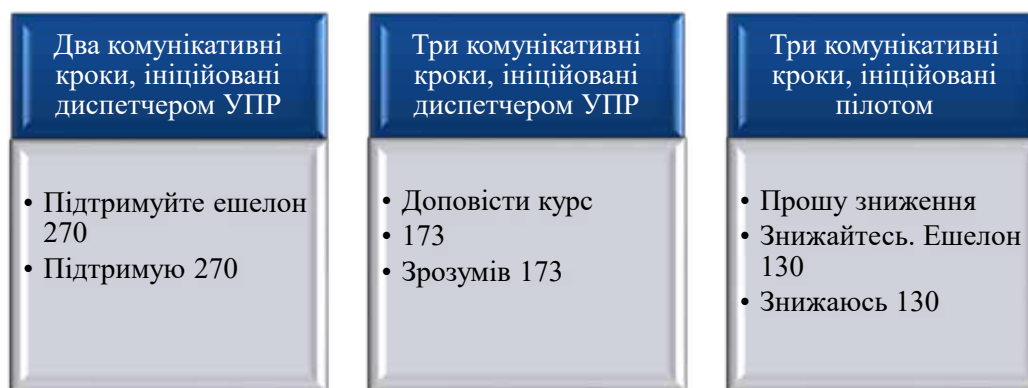 Два комунікативні
кроки, ініційовані
диспетчером УПР
• Підтримуйте ешелон
270
• Підтримую 270
Три комунікативні
кроки, ініційовані
диспетчером УПР
• Доповісти курс
• 173
• Зрозумів 173
Три комунікативні
кроки, ініційовані
пілотом
• Прошу зниження
• Знижайтесь. Ешелон
130
• Знижаюсь 130